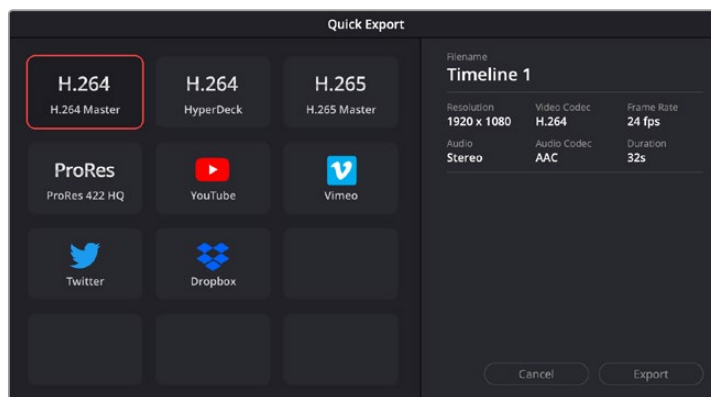 Quick Export
H.264
H.264 Master
H.264
HyperDeck
H.265
H.265 Master
ProRes
ProRes 422 HQ
YouTube
Vimeo
Twitter
Dropbox
Filename
Timeline 1
Resolution
1920 x 1080
Video Codec
H.264
Frame Rate
24 fps
Audio
Stereo
Audio Codec
AAC
Duration
32s
Cancel
Export